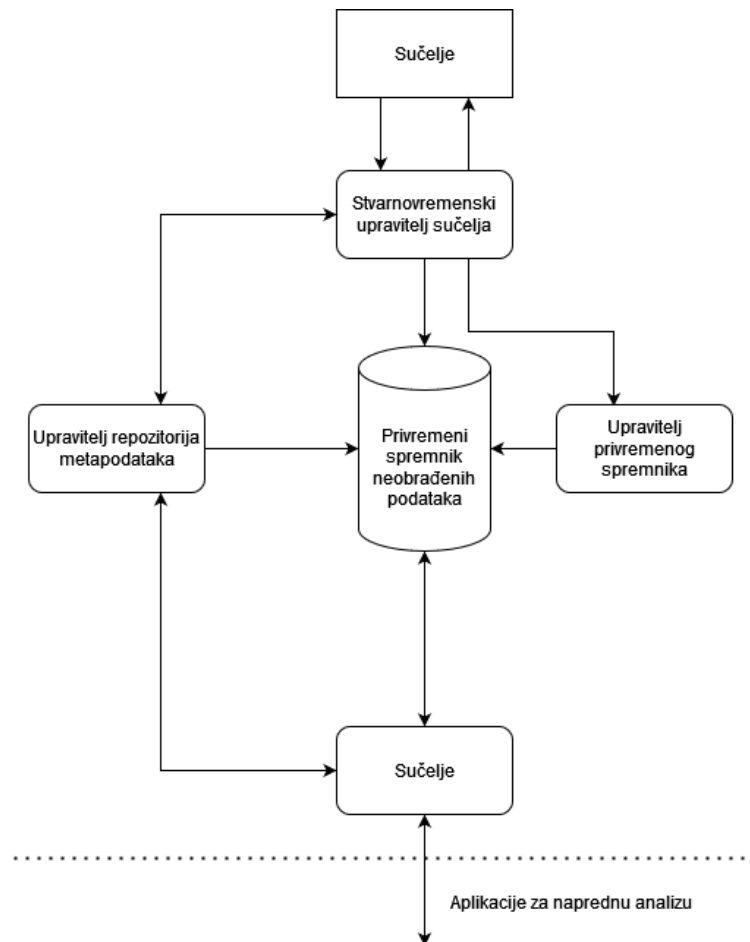 Sučelje
Stvarnovremenski
upravitelj sučelja
Upravitelj repozitorija
metapodataka
Privremeni
spremnik
neobrađenih
podataka
Upravitelj
privremenog
spremnika
Sučelje
Aplikacije za naprednu analizu